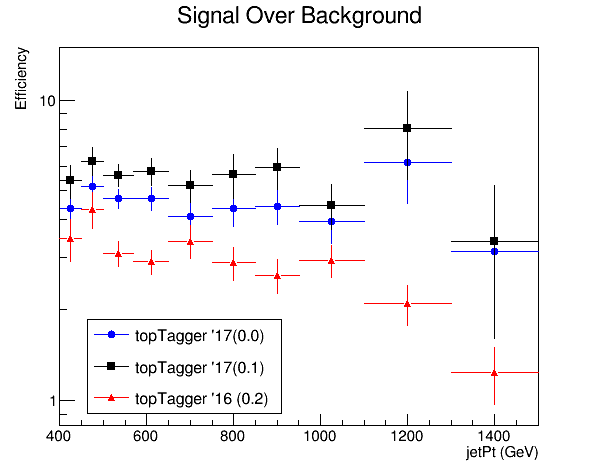 Signal Over Background
Efficiency
10
1
topTagger '17(0.0)
topTagger '17(0.1)
topTagger '16 (0.2)
400 600 800 1000 1200 1400
jetPt (GeV)